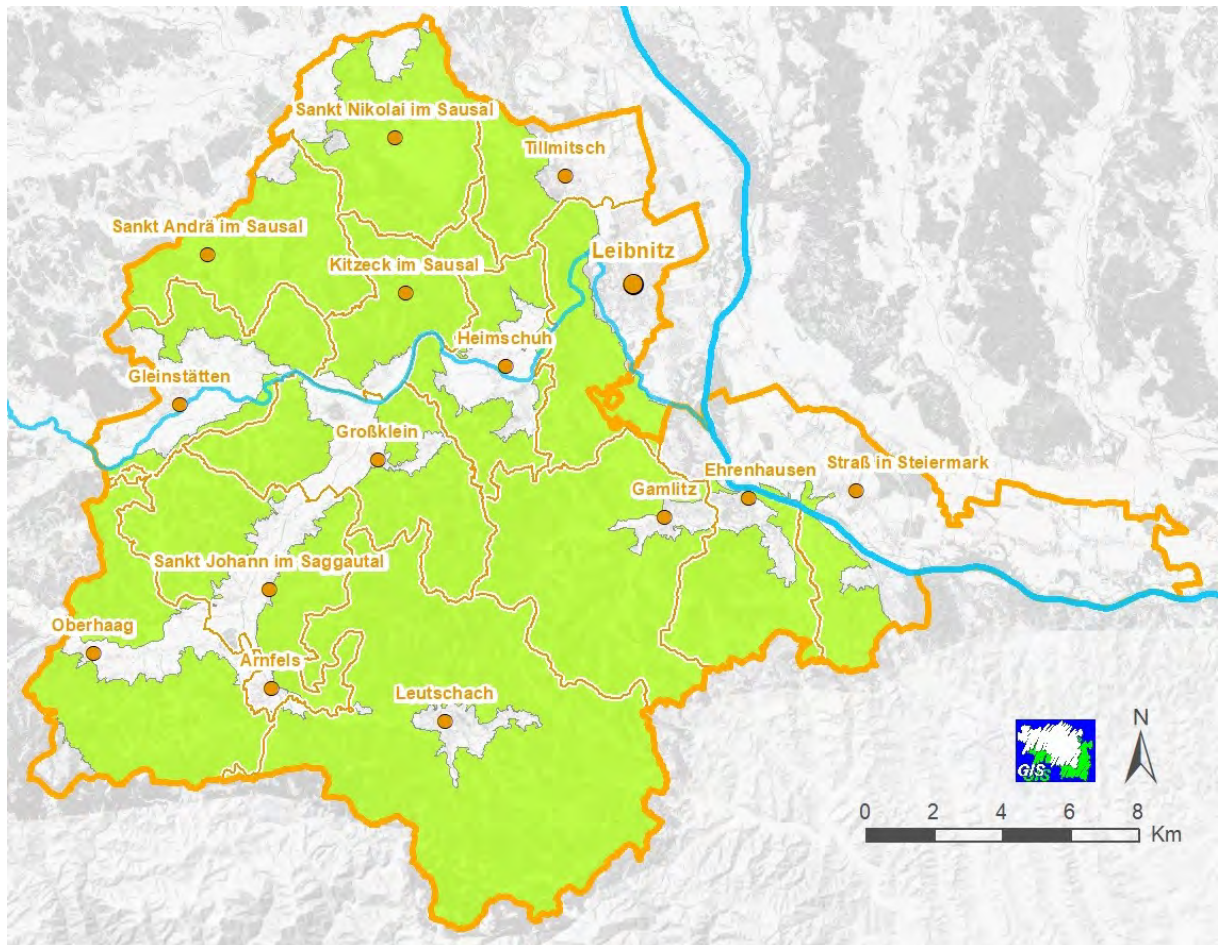 Sankt Nikolai im Sausal
Tillmitsch
Sankt Andrä im Sausal
Leibnitz
Kitzeck im Sausal
Heimschuh
Gleinstätten
Großklein
Ehrenhausen
Straß in Steiermark
Gamlitz
Sankt Johann im Saggautal
Oberhaag
Arnfels
Leutschach
N
GIS
GIS
0 2 4 6 8
Km